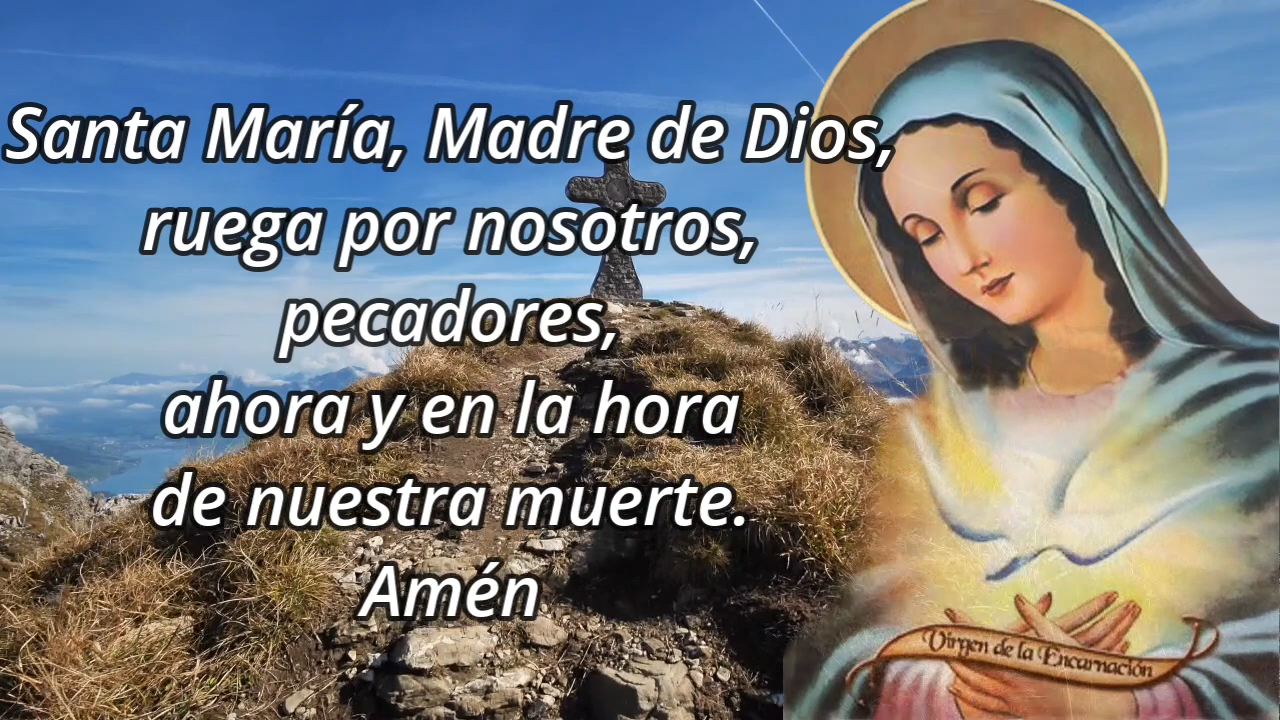 Santa María, Madre de Dios,
ruega por nosotros,
pecadores,
ahora y en la hora
de nuestra muerte.
Amén
Virgen de la Encarnación